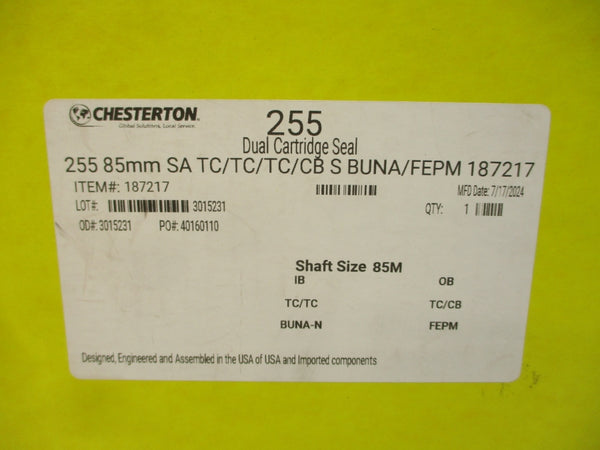 CHESTERTON.
Global Solutions, Local Service.
255
Dual Cartridge Seal
255 85mm SA TC/TC/TC/CB S BUNA/FEPM 187217
ITEM#: 187217
MFD Date: 7/17/2024
LOT#: 3015231
QTY: 1
OD#: 3015231 PO#: 40160110
Shaft Size 85M
IB OB
TC/TC TC/CB
BUNA-N FEPM
Designed, Engineered and Assembled in the USA of USA and Imported components